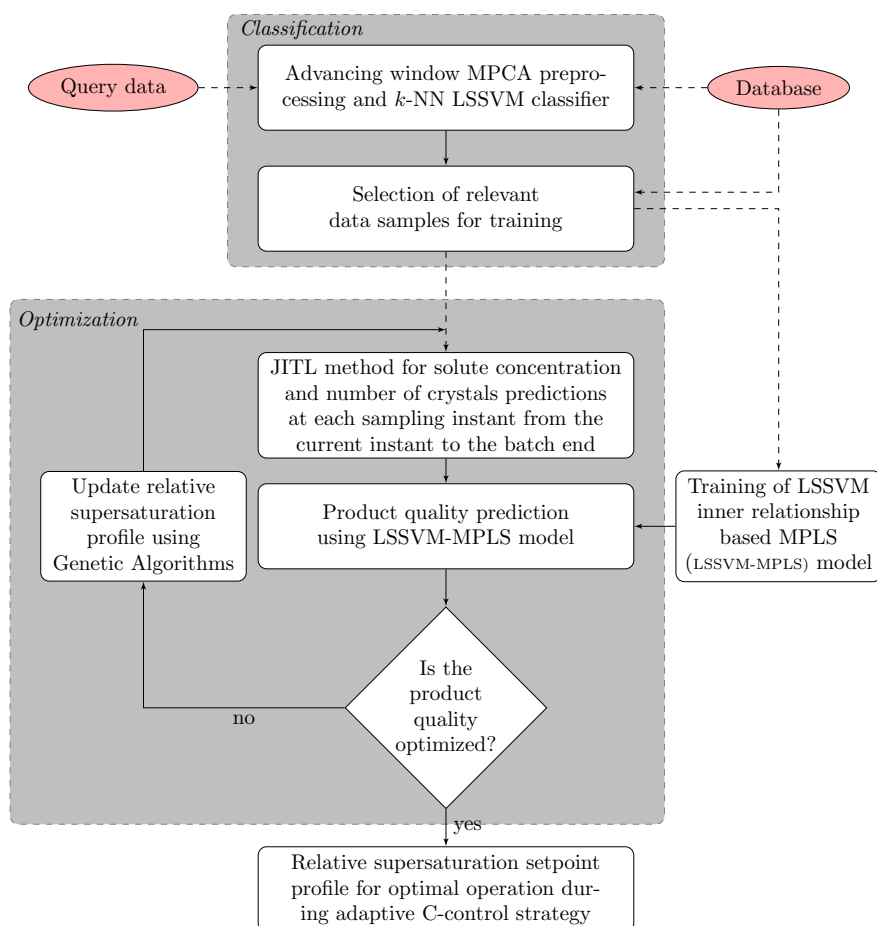 Classification
Query data
Advancing window MPCA prepro-
cessing and k-NN LSSVM classifier
Database
Selection of relevant
data samples for training
Optimization
JITL method for solute concentration
and number of crystals predictions
at each sampling instant from the
current instant to the batch end
Update relative
supersaturation
profile using
Genetic Algorithms
Product quality prediction
using LSSVM-MPLS model
Training of LSSVM
inner relationship
based MPLS
(LSSVM-MPLS) model
Is the
product
quality
optimized?
no
yes
Relative supersaturation setpoint
profile for optimal operation dur-
ing adaptive C-control strategy